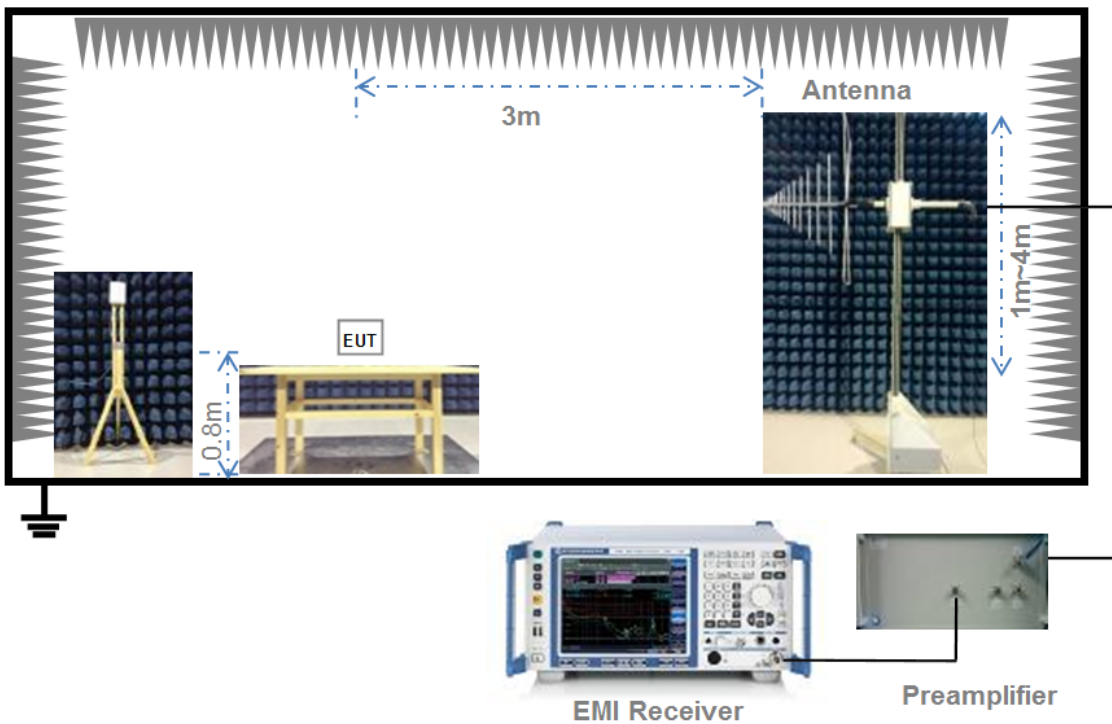 Antenna
3m
1m~4m
EUT
0.8m
EMI Receiver
Preamplifier